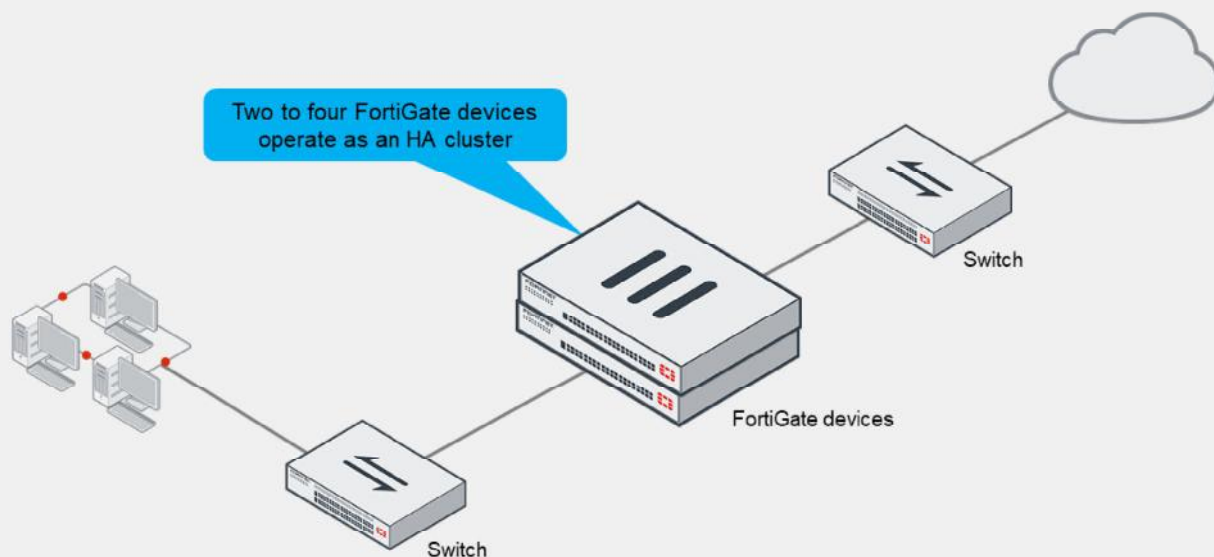 Two to four FortiGate devices
operate as an HA cluster
Switch
FortiGate devices
Switch